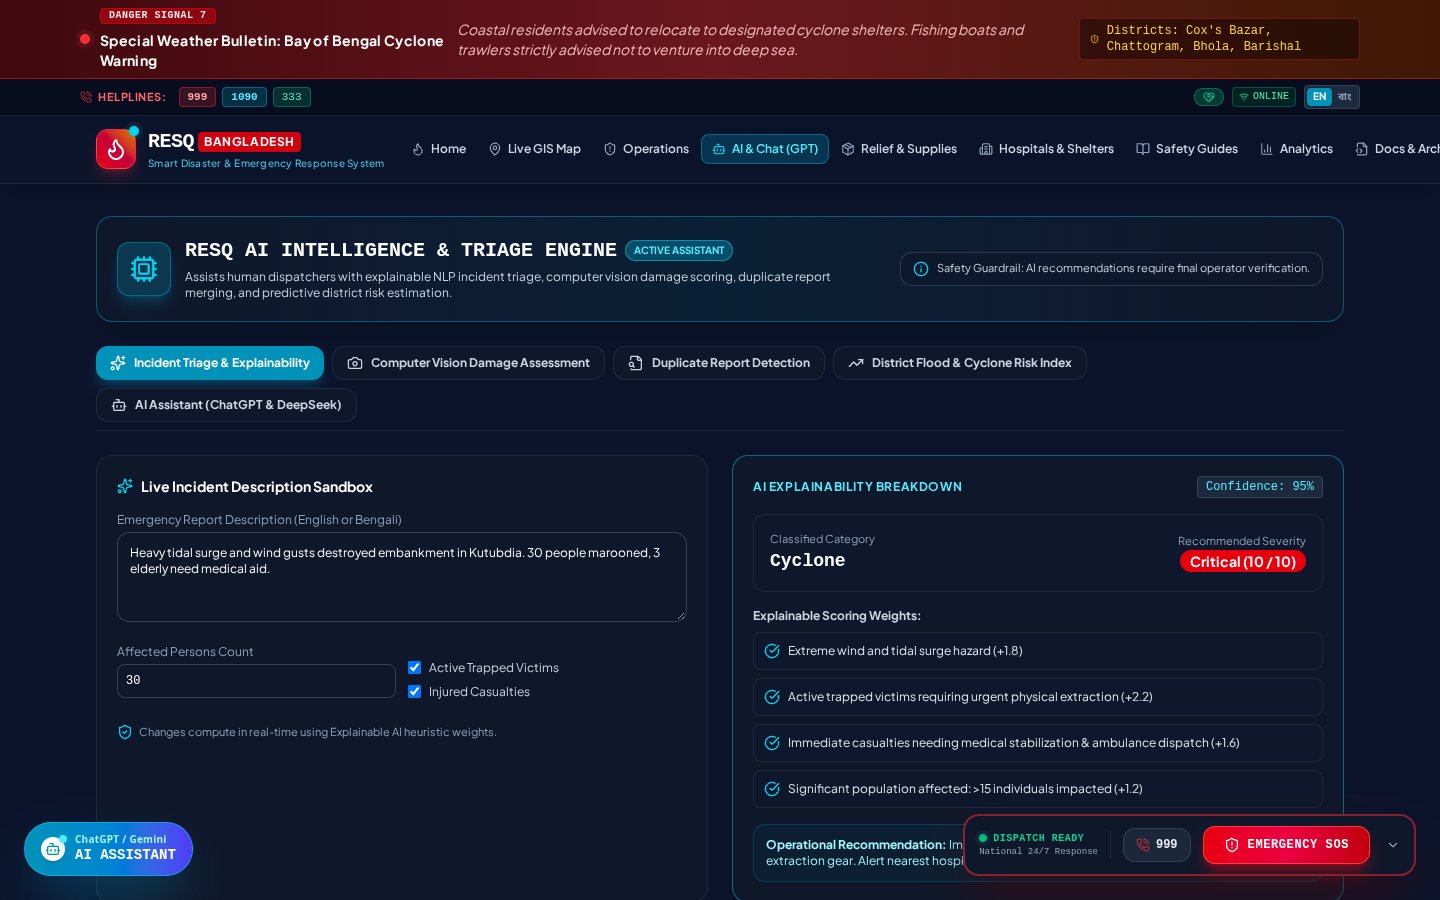 DANGER SIGNAL 7
Special Weather Bulletin: Bay of Bengal Cyclone
Warning
Coastal residents advised to relocate to designated cyclone shelters. Fishing boats and
trawlers strictly advised not to venture into deep sea.
Districts: Cox's Bazar,
Chattogram, Bhola, Barishal
HELPLINES: 999 1090 333
ONLINE EN বাং
RESQ BANGLADESH
Smart Disaster & Emergency Response System
Home Live GIS Map Operations AI & Chat (GPT) Relief & Supplies Hospitals & Shelters Safety Guides Analytics Docs & Arch
RESQ AI INTELLIGENCE & TRIAGE ENGINE ACTIVE ASSISTANT
Assists human dispatchers with explainable NLP incident triage, computer vision damage scoring, duplicate report
merging, and predictive district risk estimation.
Safety Guardrail: AI recommendations require final operator verification.
Incident Triage & Explainability Computer Vision Damage Assessment Duplicate Report Detection District Flood & Cyclone Risk Index
AI Assistant (ChatGPT & DeepSeek)
Live Incident Description Sandbox
Emergency Report Description (English or Bengali)
Heavy tidal surge and wind gusts destroyed embankment in Kutubdia. 30 people marooned, 3
elderly need medical aid.
Affected Persons Count
30
Active Trapped Victims
Injured Casualties
Changes compute in real-time using Explainable AI heuristic weights.
AI EXPLAINABILITY BREAKDOWN
Confidence: 95%
Classified Category
Cyclone
Recommended Severity
Critical (10 / 10)
Explainable Scoring Weights:
Extreme wind and tidal surge hazard (+1.8)
Active trapped victims requiring urgent physical extraction (+2.2)
Immediate casualties needing medical stabilization & ambulance dispatch (+1.6)
Significant population affected: >15 individuals impacted (+1.2)
Operational Recommendation: Im
extraction gear. Alert nearest hospi
ChatGPT / Gemini
AI ASSISTANT
DISPATCH READY
National 24/7 Response
999
EMERGENCY SOS